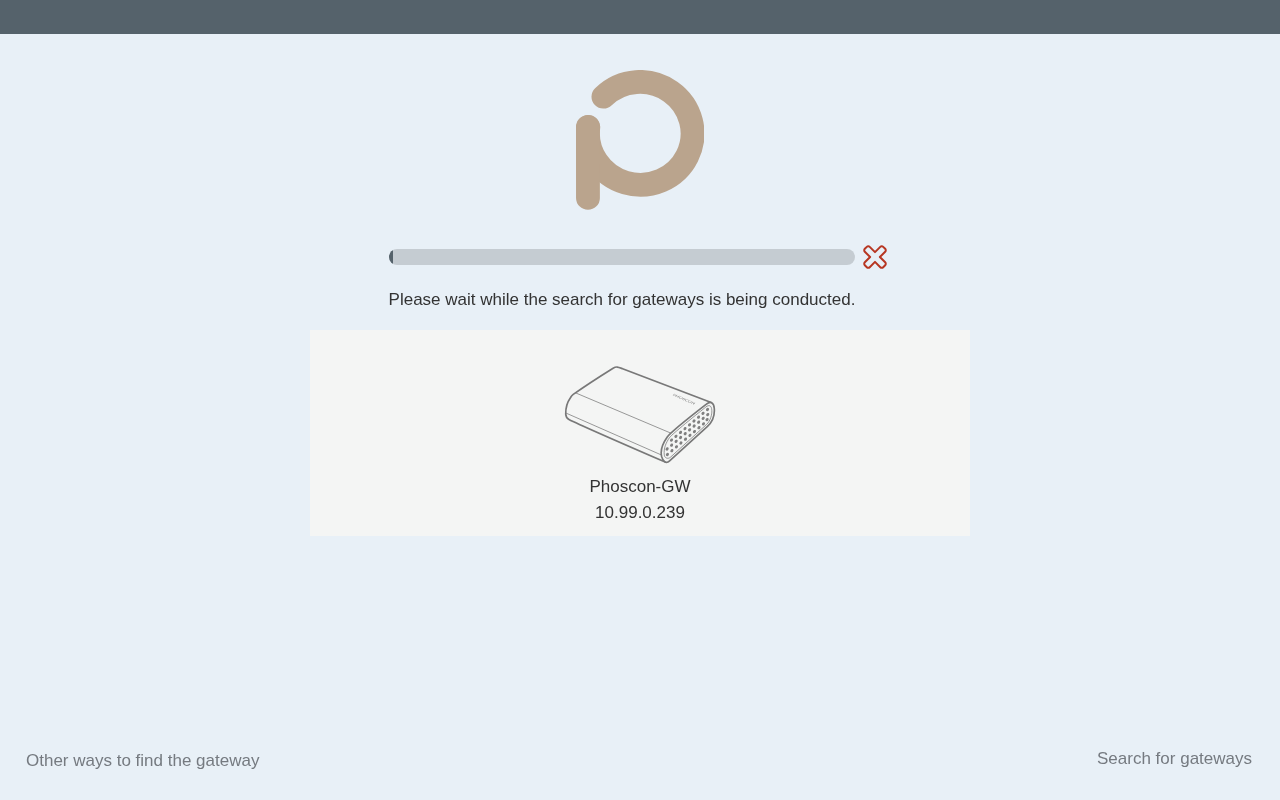 Please wait while the search for gateways is being conducted.
Phoscon-GW
10.99.0.239
Other ways to find the gateway
Search for gateways